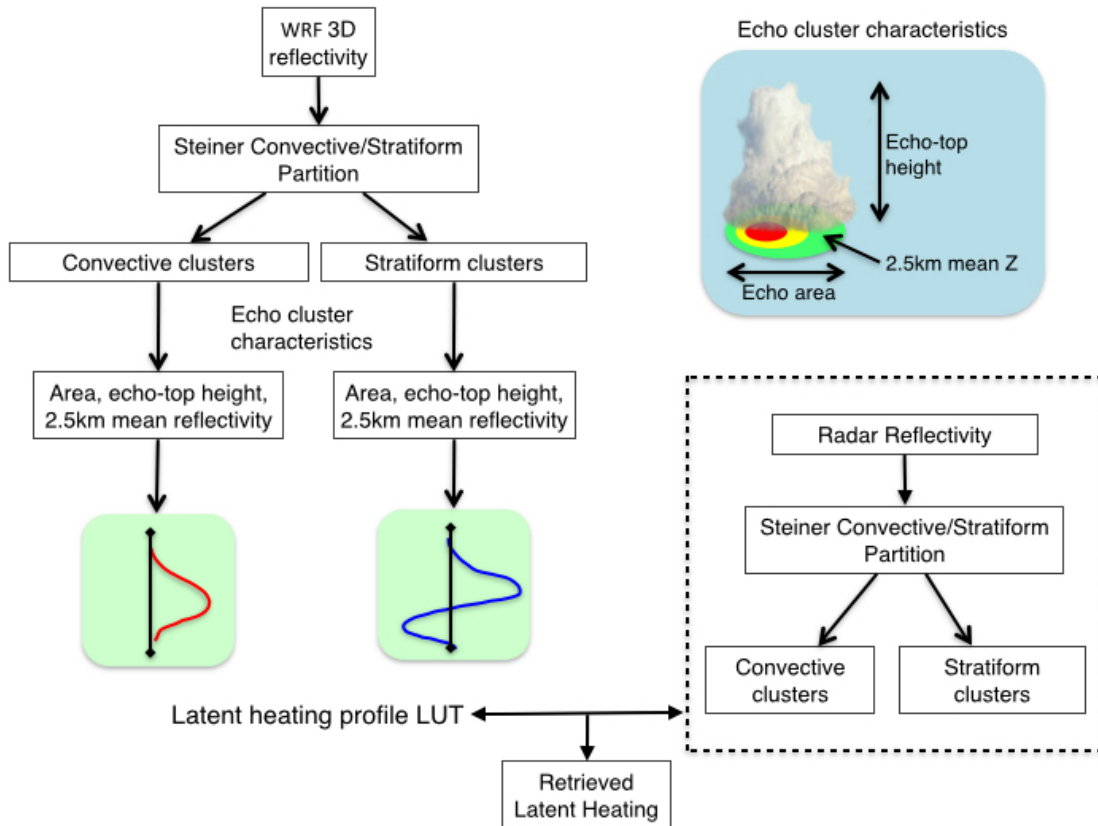 WRF 3D
reflectivity
Steiner Convective/Stratiform
Partition
Convective clusters
Stratiform clusters
Echo cluster
characteristics
Area, echo-top height,
2.5km mean reflectivity
Area, echo-top height,
2.5km mean reflectivity
Latent heating profile LUT
Retrieved
Latent Heating
Echo cluster characteristics
Echo-top
height
2.5km mean Z
Echo area
Radar Reflectivity
Steiner Convective/Stratiform
Partition
Convective
clusters
Stratiform
clusters